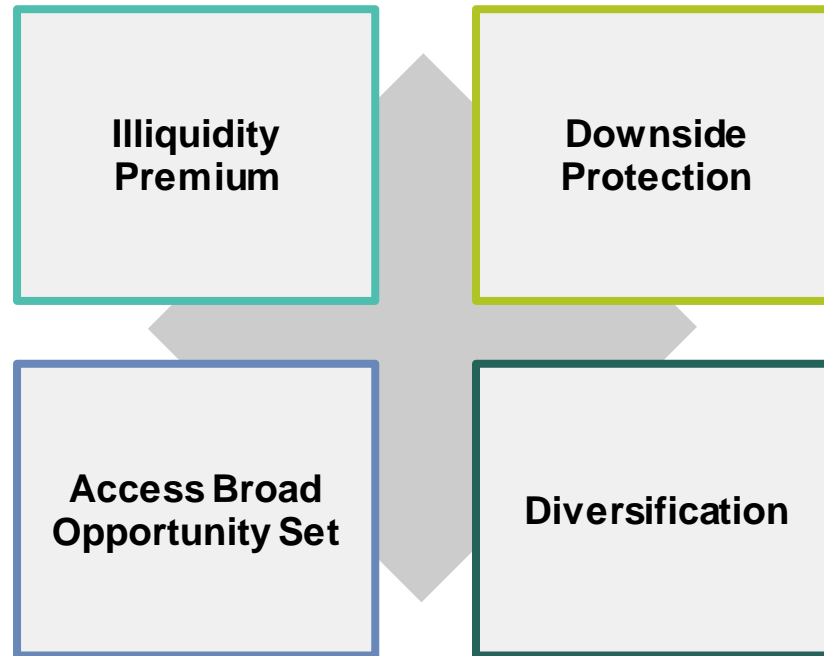 Illiquidity
Premium
Downside
Protection
Access Broad
Opportunity Set
Diversification